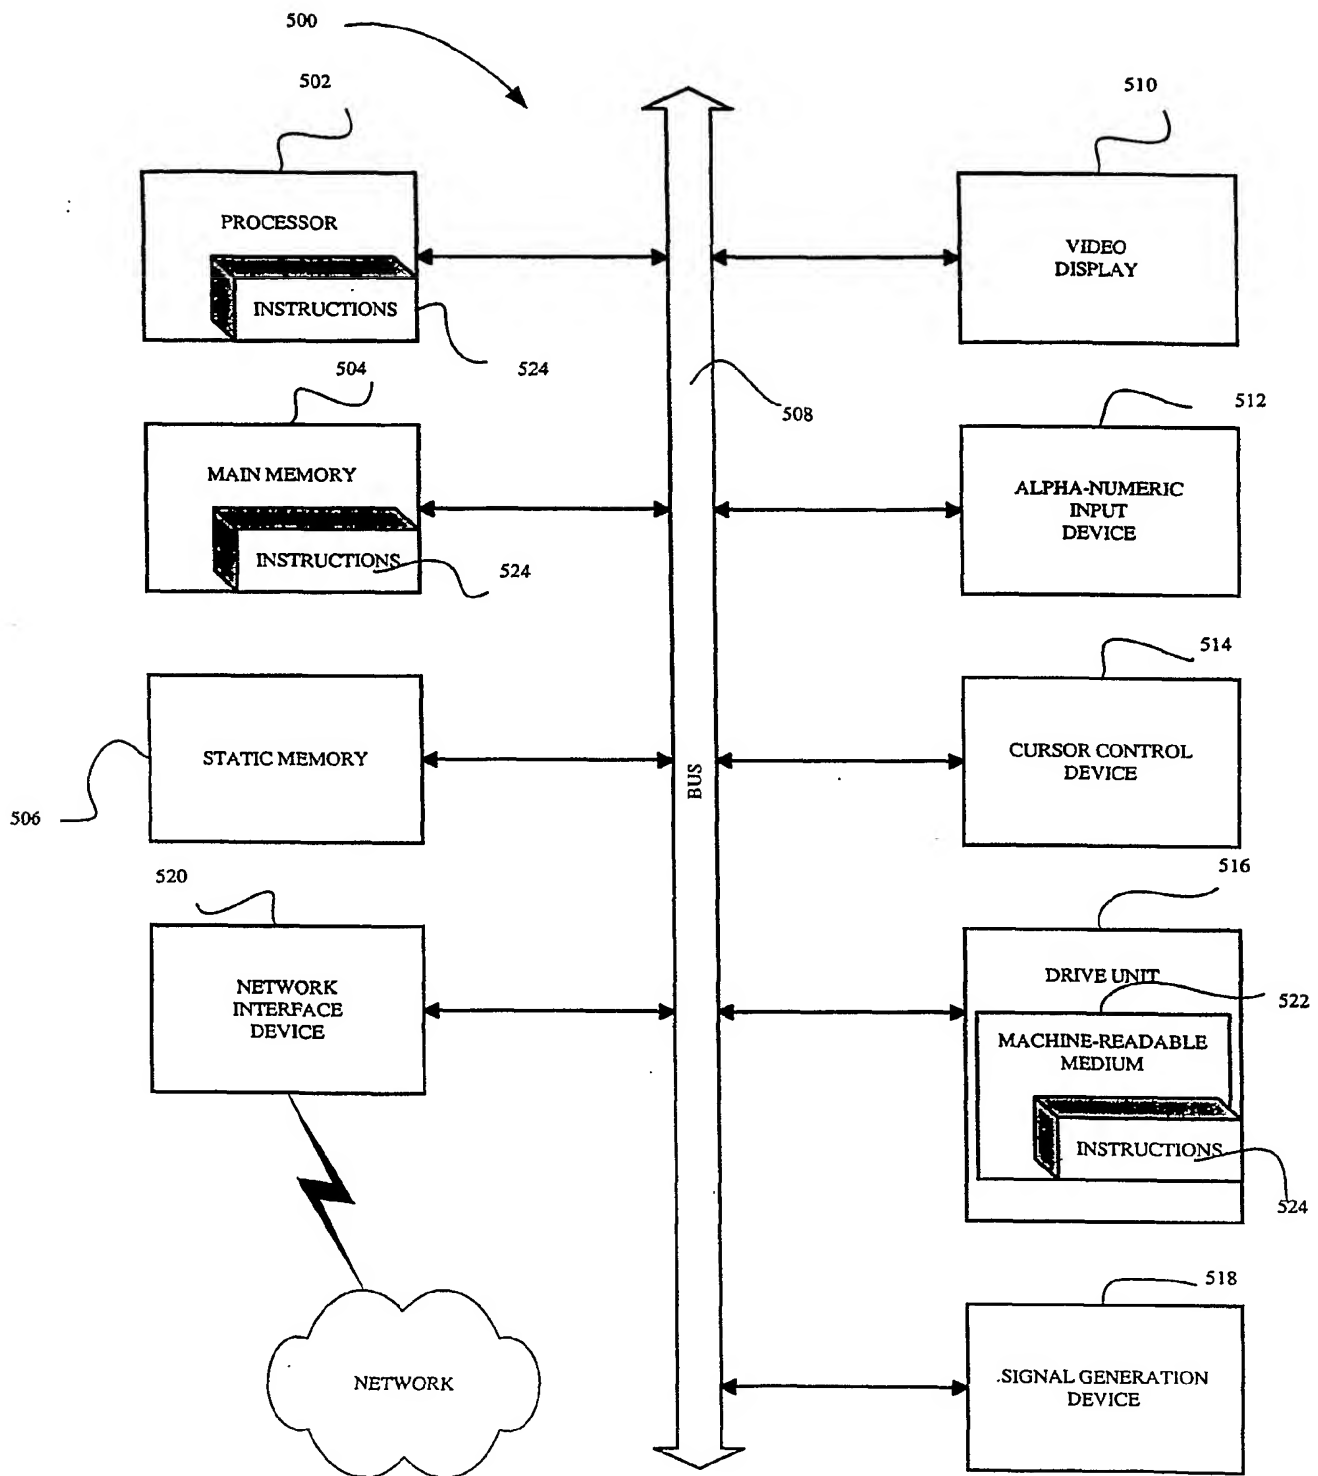 500
502
510
PROCESSOR
INSTRUCTIONS
524
VIDEO
DISPLAY
504
508
512
MAIN MEMORY
INSTRUCTIONS
524
ALPHA-NUMERIC
INPUT
DEVICE
514
STATIC MEMORY
506
BUS
CURSOR CONTROL
DEVICE
520
516
NETWORK
INTERFACE
DEVICE
DRIVE UNIT
522
MACHINE-READABLE
MEDIUM
INSTRUCTIONS
524
518
NETWORK
SIGNAL GENERATION
DEVICE